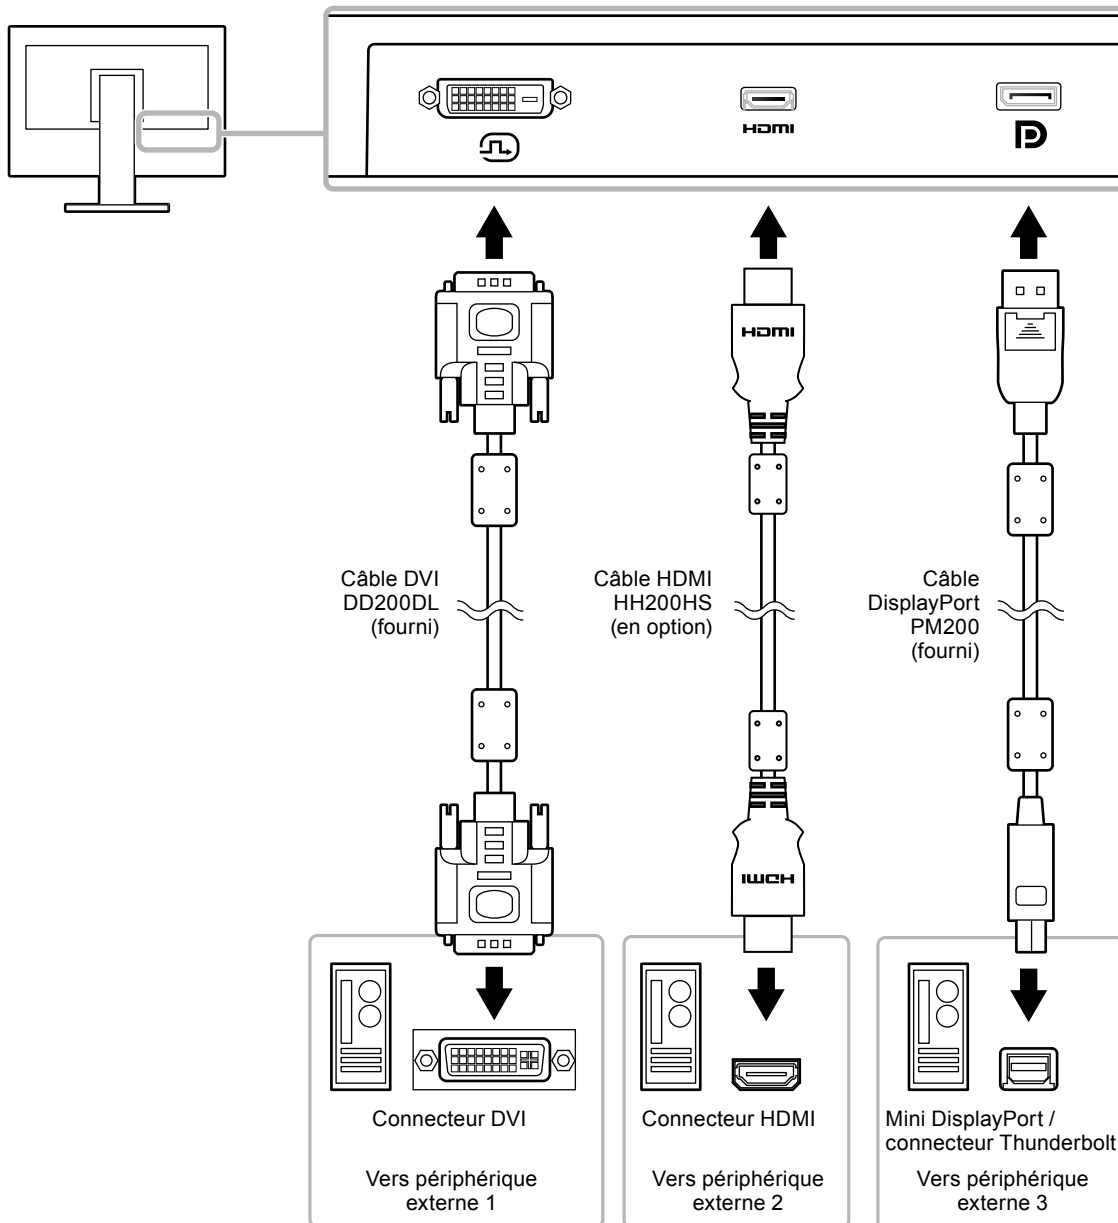 HDMI
HDMI
Câble DVI
DD200DL
(fourni)
Câble HDMI
HH200HS
(en option)
Câble
DisplayPort
PM200
(fourni)
HDMI
Connecteur DVI
Vers périphérique
externe 1
Connecteur HDMI
Vers périphérique
externe 2
Mini DisplayPort /
connecteur Thunderbolt
Vers périphérique
externe 3